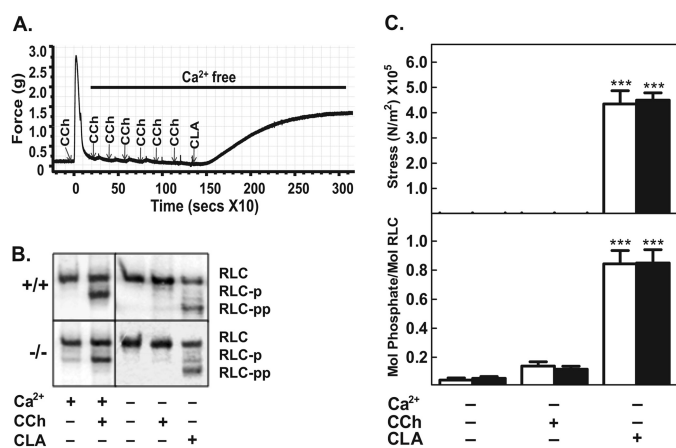 A.
Force (g)
3.0
2.5
2.0
1.5
1.0
0.5
0
Ca²⁺ free
CCh
CCh
CCh
CCh
CCh
CCh
CCh
CLA
0 50 100 150 200 250 300
Time (secs X10)
B.
+/+
RLC
RLC-p
RLC-pp
-/-
RLC
RLC-p
RLC-pp
Ca²⁺ + + – – –
CCh – + – + –
CLA – – – – +
C.
Stress (N/m²) X10⁵
6.0
5.0
4.0
3.0
2.0
1.0
*** ***
Mol Phosphate/Mol RLC
1.0
0.8
0.6
0.4
0.2
*** ***
Ca²⁺ – – –
CCh – + –
CLA – – +